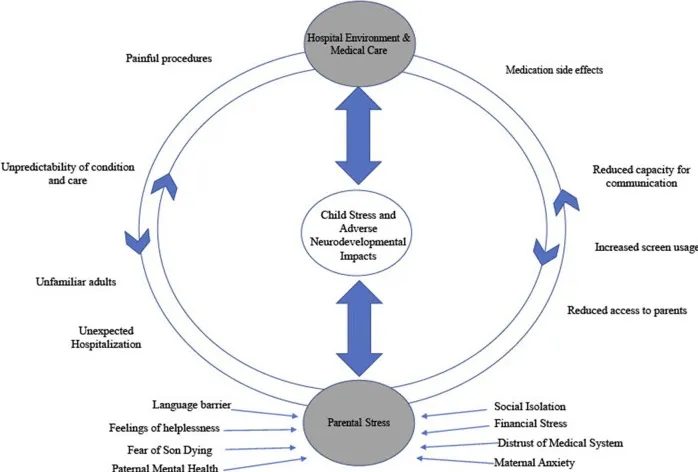 Hospital Environment &
Medical Care
Painful procedures
Medication side effects
Unpredictability of condition
and care
Reduced capacity for
communication
Child Stress and
Adverse
Neurodevelopmental
Impacts
Increased screen usage
Unfamiliar adults
Reduced access to parents
Unexpected
Hospitalization
Language barrier
Social Isolation
Feelings of helplessness
Parental Stress
Financial Stress
Fear of Son Dying
Distrust of Medical System
Paternal Mental Health
Maternal Anxiety